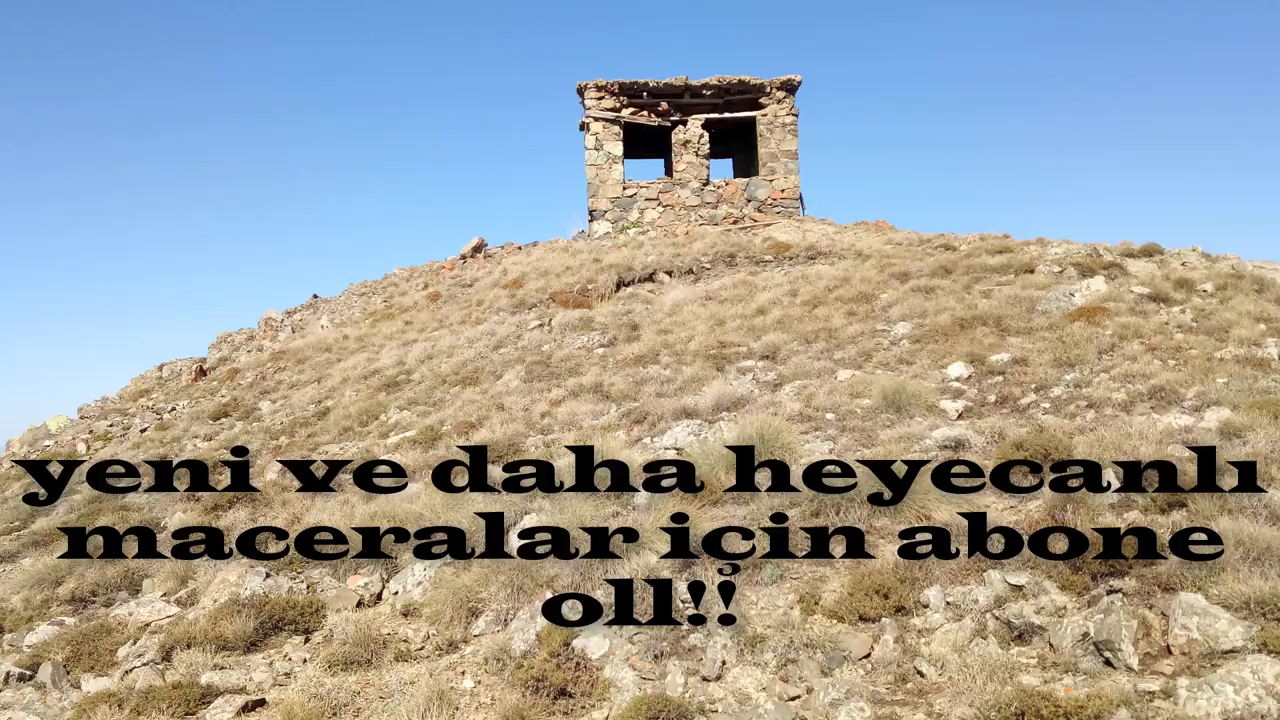 yeni ve daha heyecanlı
maceralar için abone
oll!!